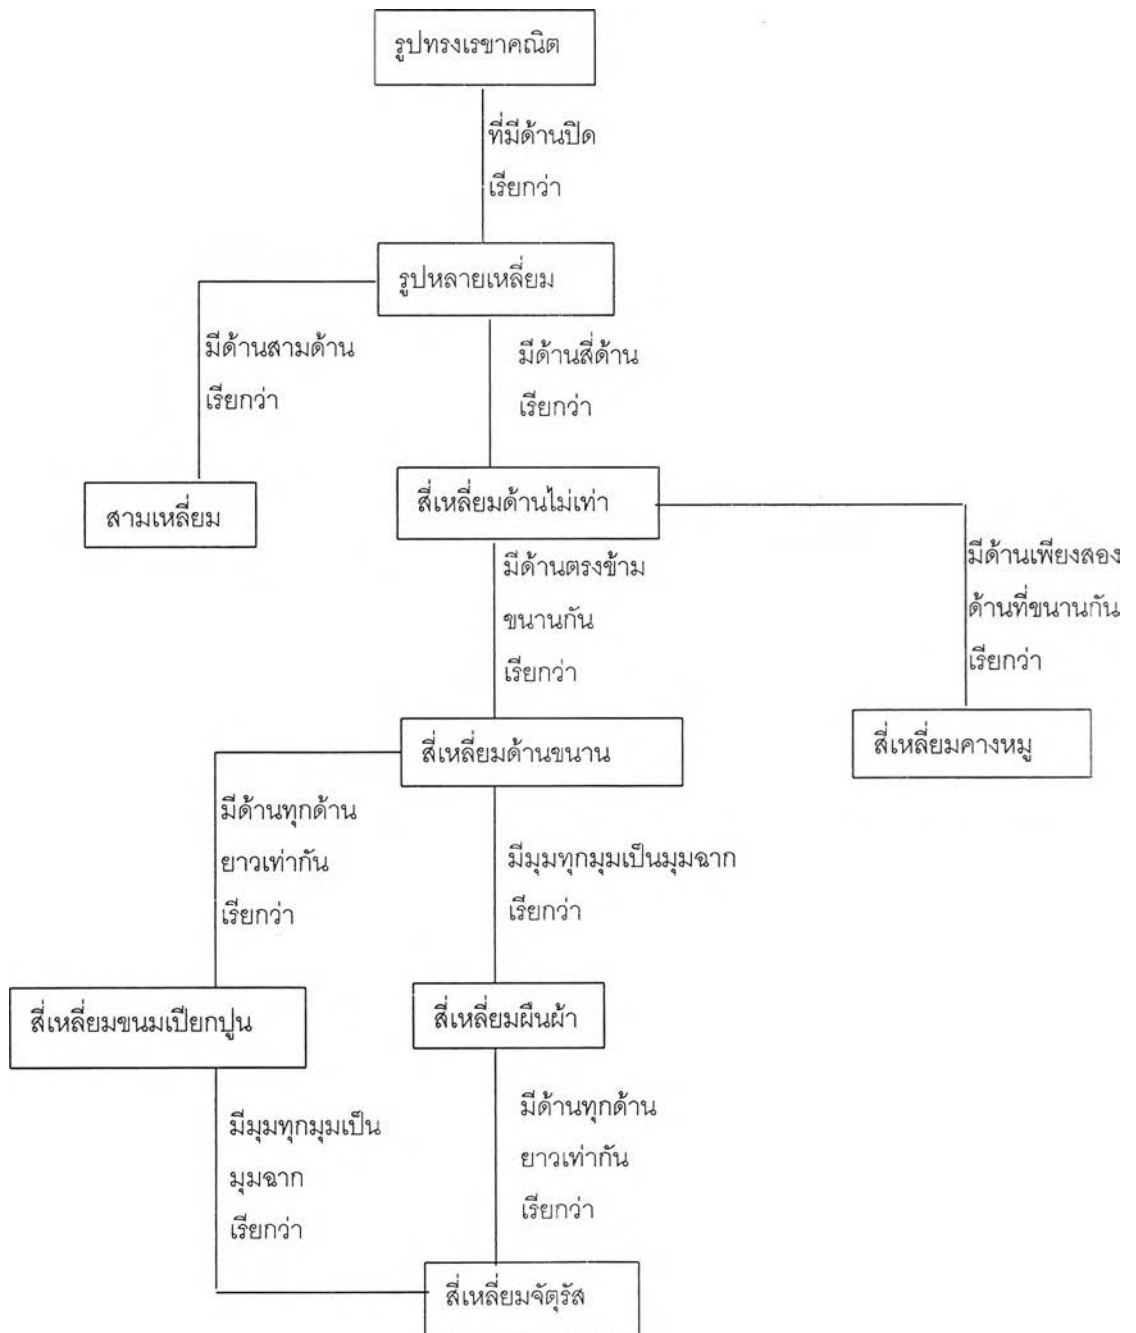 รูปทรงเรขาคณิต
ที่มีด้านปิด
เรียกว่า
รูปหลายเหลี่ยม
มีด้านสามด้าน
เรียกว่า
มีด้านสี่ด้าน
เรียกว่า
สามเหลี่ยม
สี่เหลี่ยมด้านไม่เท่า
มีด้านตรงข้าม
ขนานกัน
เรียกว่า
มีด้านเพียงสอง
ด้านที่ขนานกัน
เรียกว่า
สี่เหลี่ยมด้านขนาน
สี่เหลี่ยมคางหมู
มีด้านทุกด้าน
ยาวเท่ากัน
เรียกว่า
มีมุมทุกมุมเป็นมุมฉาก
เรียกว่า
สี่เหลี่ยมขนมเปียกปูน
สี่เหลี่ยมผืนผ้า
มีมุมทุกมุมเป็น
มุมฉาก
เรียกว่า
มีด้านทุกด้าน
ยาวเท่ากัน
เรียกว่า
สี่เหลี่ยมจัตุรัส